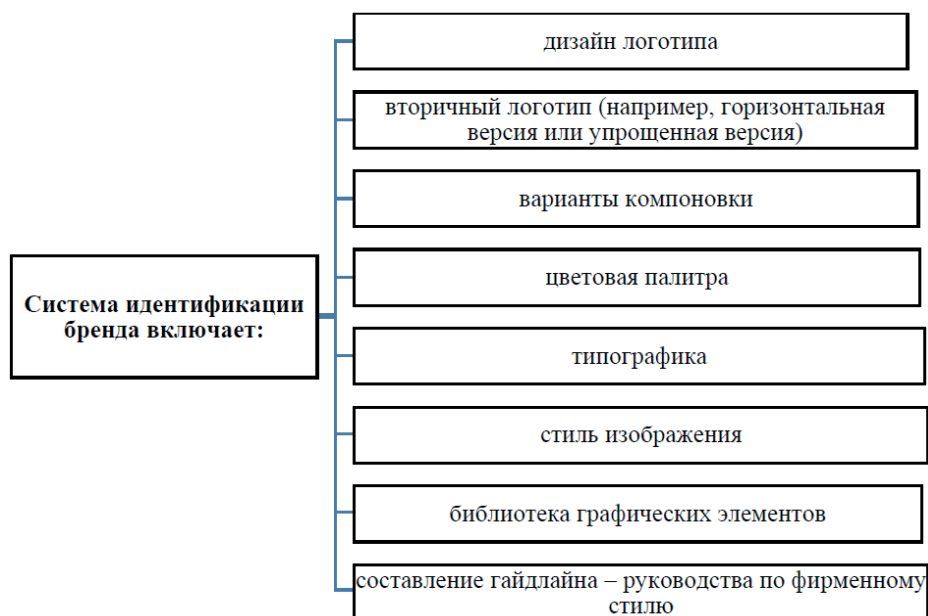 дизайн логотипа
вторичный логотип (например, горизонтальная
версия или упрощенная версия)
варианты компоновки
цветовая палитра
Система идентификации
бренда включает:
типографика
стиль изображения
библиотека графических элементов
составление гайдлайна – руководства по фирменному
стилю